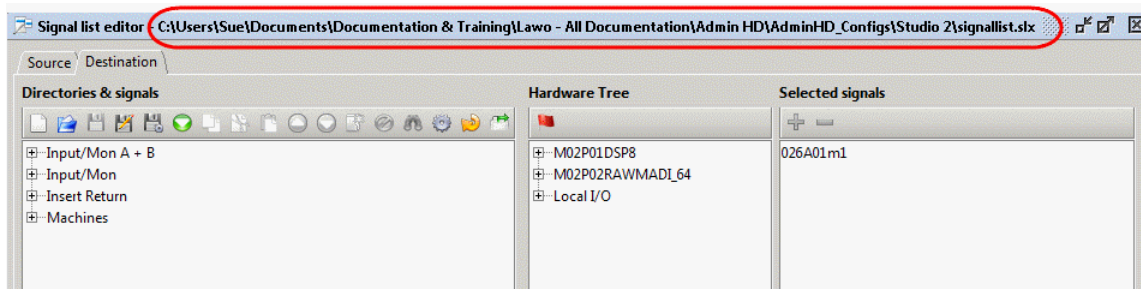 Signal list editor - C:\Users\Sue\Documents\Documentation & Training\Lawo - All Documentation\Admin HD\AdminHD_Configs\Studio 2\signallist.slx
Source Destination
Directories & signals
Hardware Tree
Selected signals
Input/Mon A + B
Input/Mon
Insert Return
Machines
M02P01DSP8
M02P02RAWMADI_64
Local I/O
026A01m1